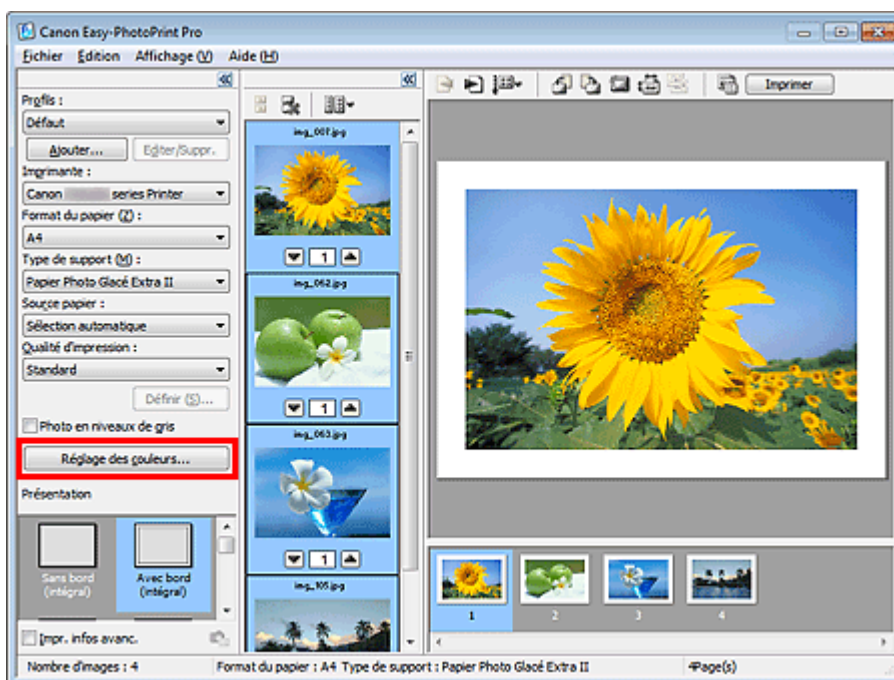 Canon Easy-PhotoPrint Pro
Fichier Édition Affichage (V) Aide (H)
Profils :
Défaut
Ajouter... Editer/Suppr.
Imprimante :
Canon series Printer
Format du papier (Z) :
A4
Type de support (M) :
Papier Photo Glacé Extra II
Source papier :
Sélection automatique
Qualité d'impression :
Standard
Définir (S)...
Photo en niveaux de gris
Réglage des couleurs...
Présentation
Sans bord (intégral)
Avec bord (intégral)
Impr. infos avanc.
img_007.jpg
1
img_052.jpg
1
img_053.jpg
1
img_105.jpg
Imprimer
1 2 3 4
Nombre d'images : 4 Format du papier : A4 Type de support : Papier Photo Glacé Extra II 4Page(s)